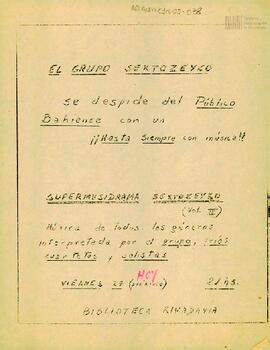 EL GRUPO SEXTOZEYCO
se despide del Público
Bahiense con un
¡¡Hasta siempre con música!!
SUPERMUSIDRAMA SEXTOZEYCO
(Vol. III)
Música de todos los géneros
interpretada por el grupo, tríos
cuartetos y solistas
HOY
VIERNES 27 21 hs.
BIBLIOTECA RIVADAVIA